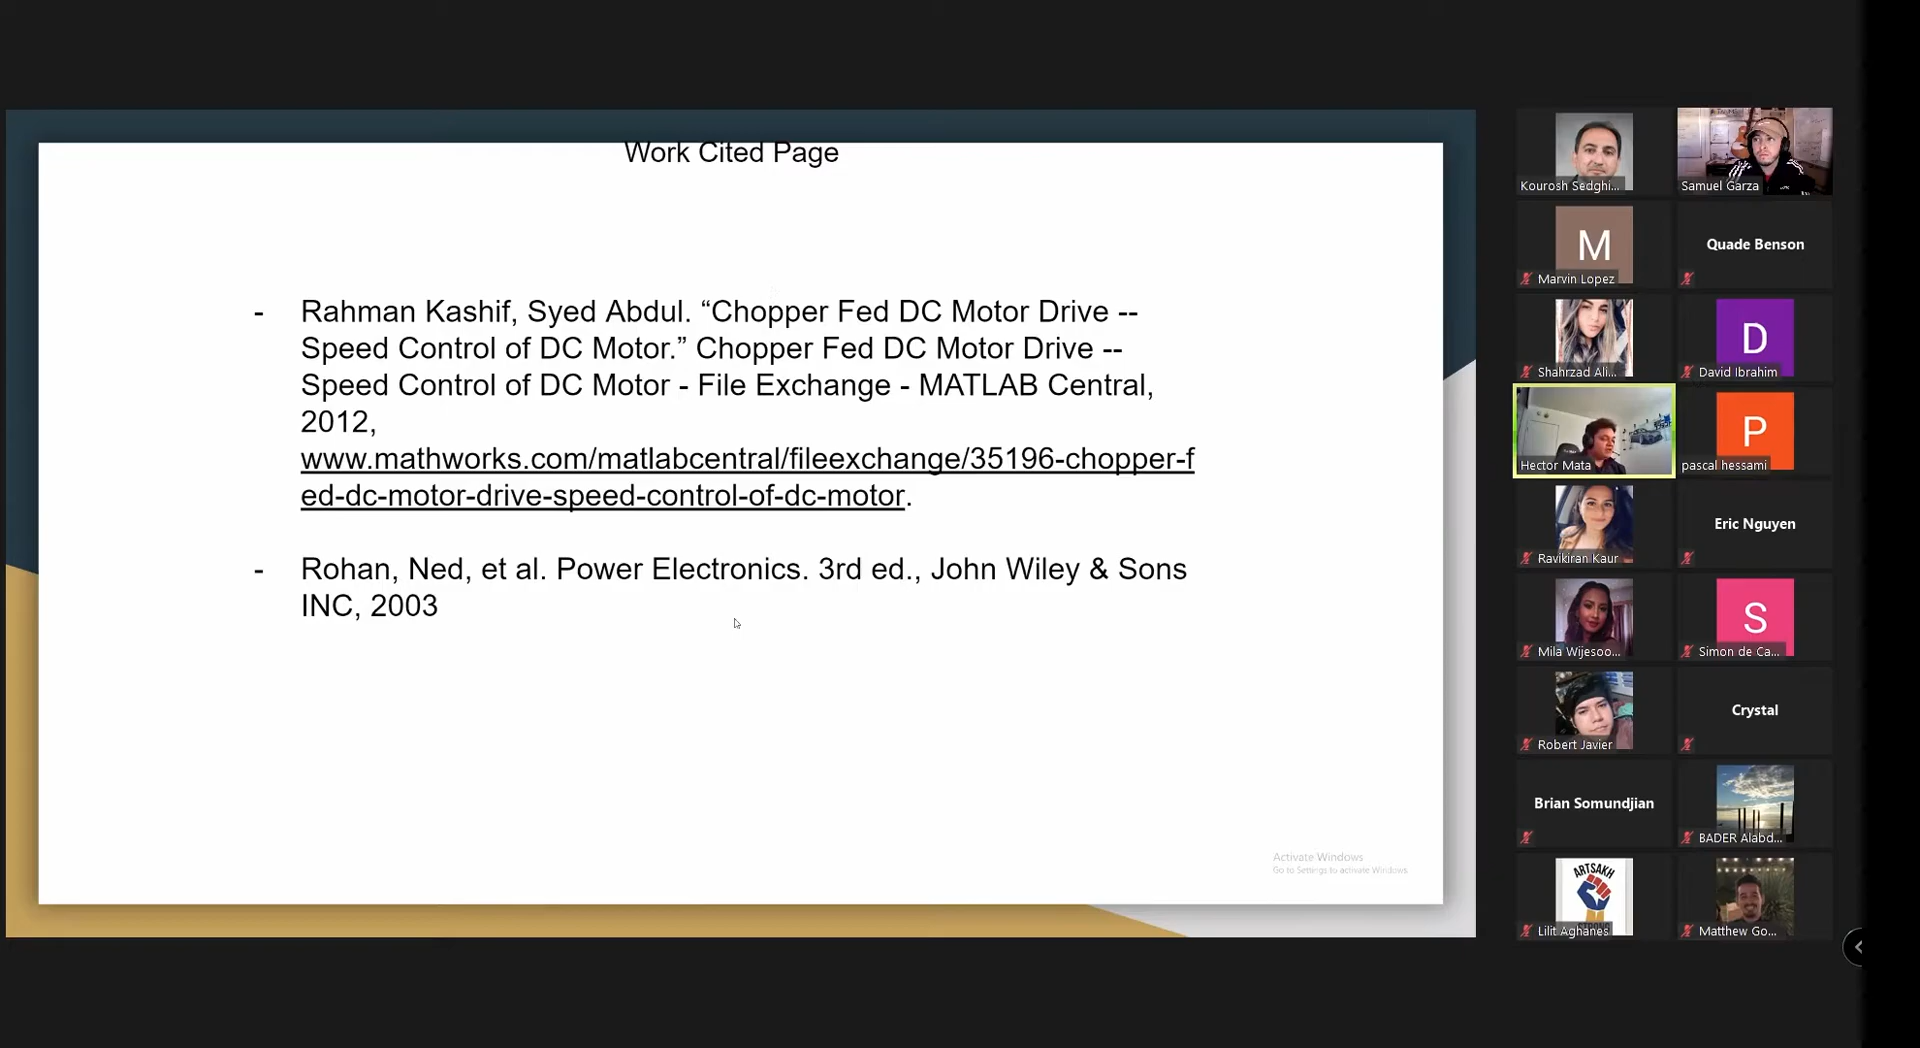 Work Cited Page
- Rahman Kashif, Syed Abdul. “Chopper Fed DC Motor Drive --
Speed Control of DC Motor.” Chopper Fed DC Motor Drive --
Speed Control of DC Motor - File Exchange - MATLAB Central,
2012,
www.mathworks.com/matlabcentral/fileexchange/35196-chopper-f
ed-dc-motor-drive-speed-control-of-dc-motor.
- Rohan, Ned, et al. Power Electronics. 3rd ed., John Wiley & Sons
INC, 2003
Activate Windows
Go to Settings to activate Windows.
Kourosh Sedghi...
Samuel Garza
M
Marvin Lopez
Quade Benson
Shahrzad Ali...
D
David Ibrahim
Hector Mata
P
pascal hessami
Ravikiran Kaur
Eric Nguyen
Mila Wijesoo...
S
Simon de Ca...
Robert Javier
Crystal
Brian Somundjian
BADER Alabd...
ARTSAKH
Lilit Aghanes
Matthew Go...